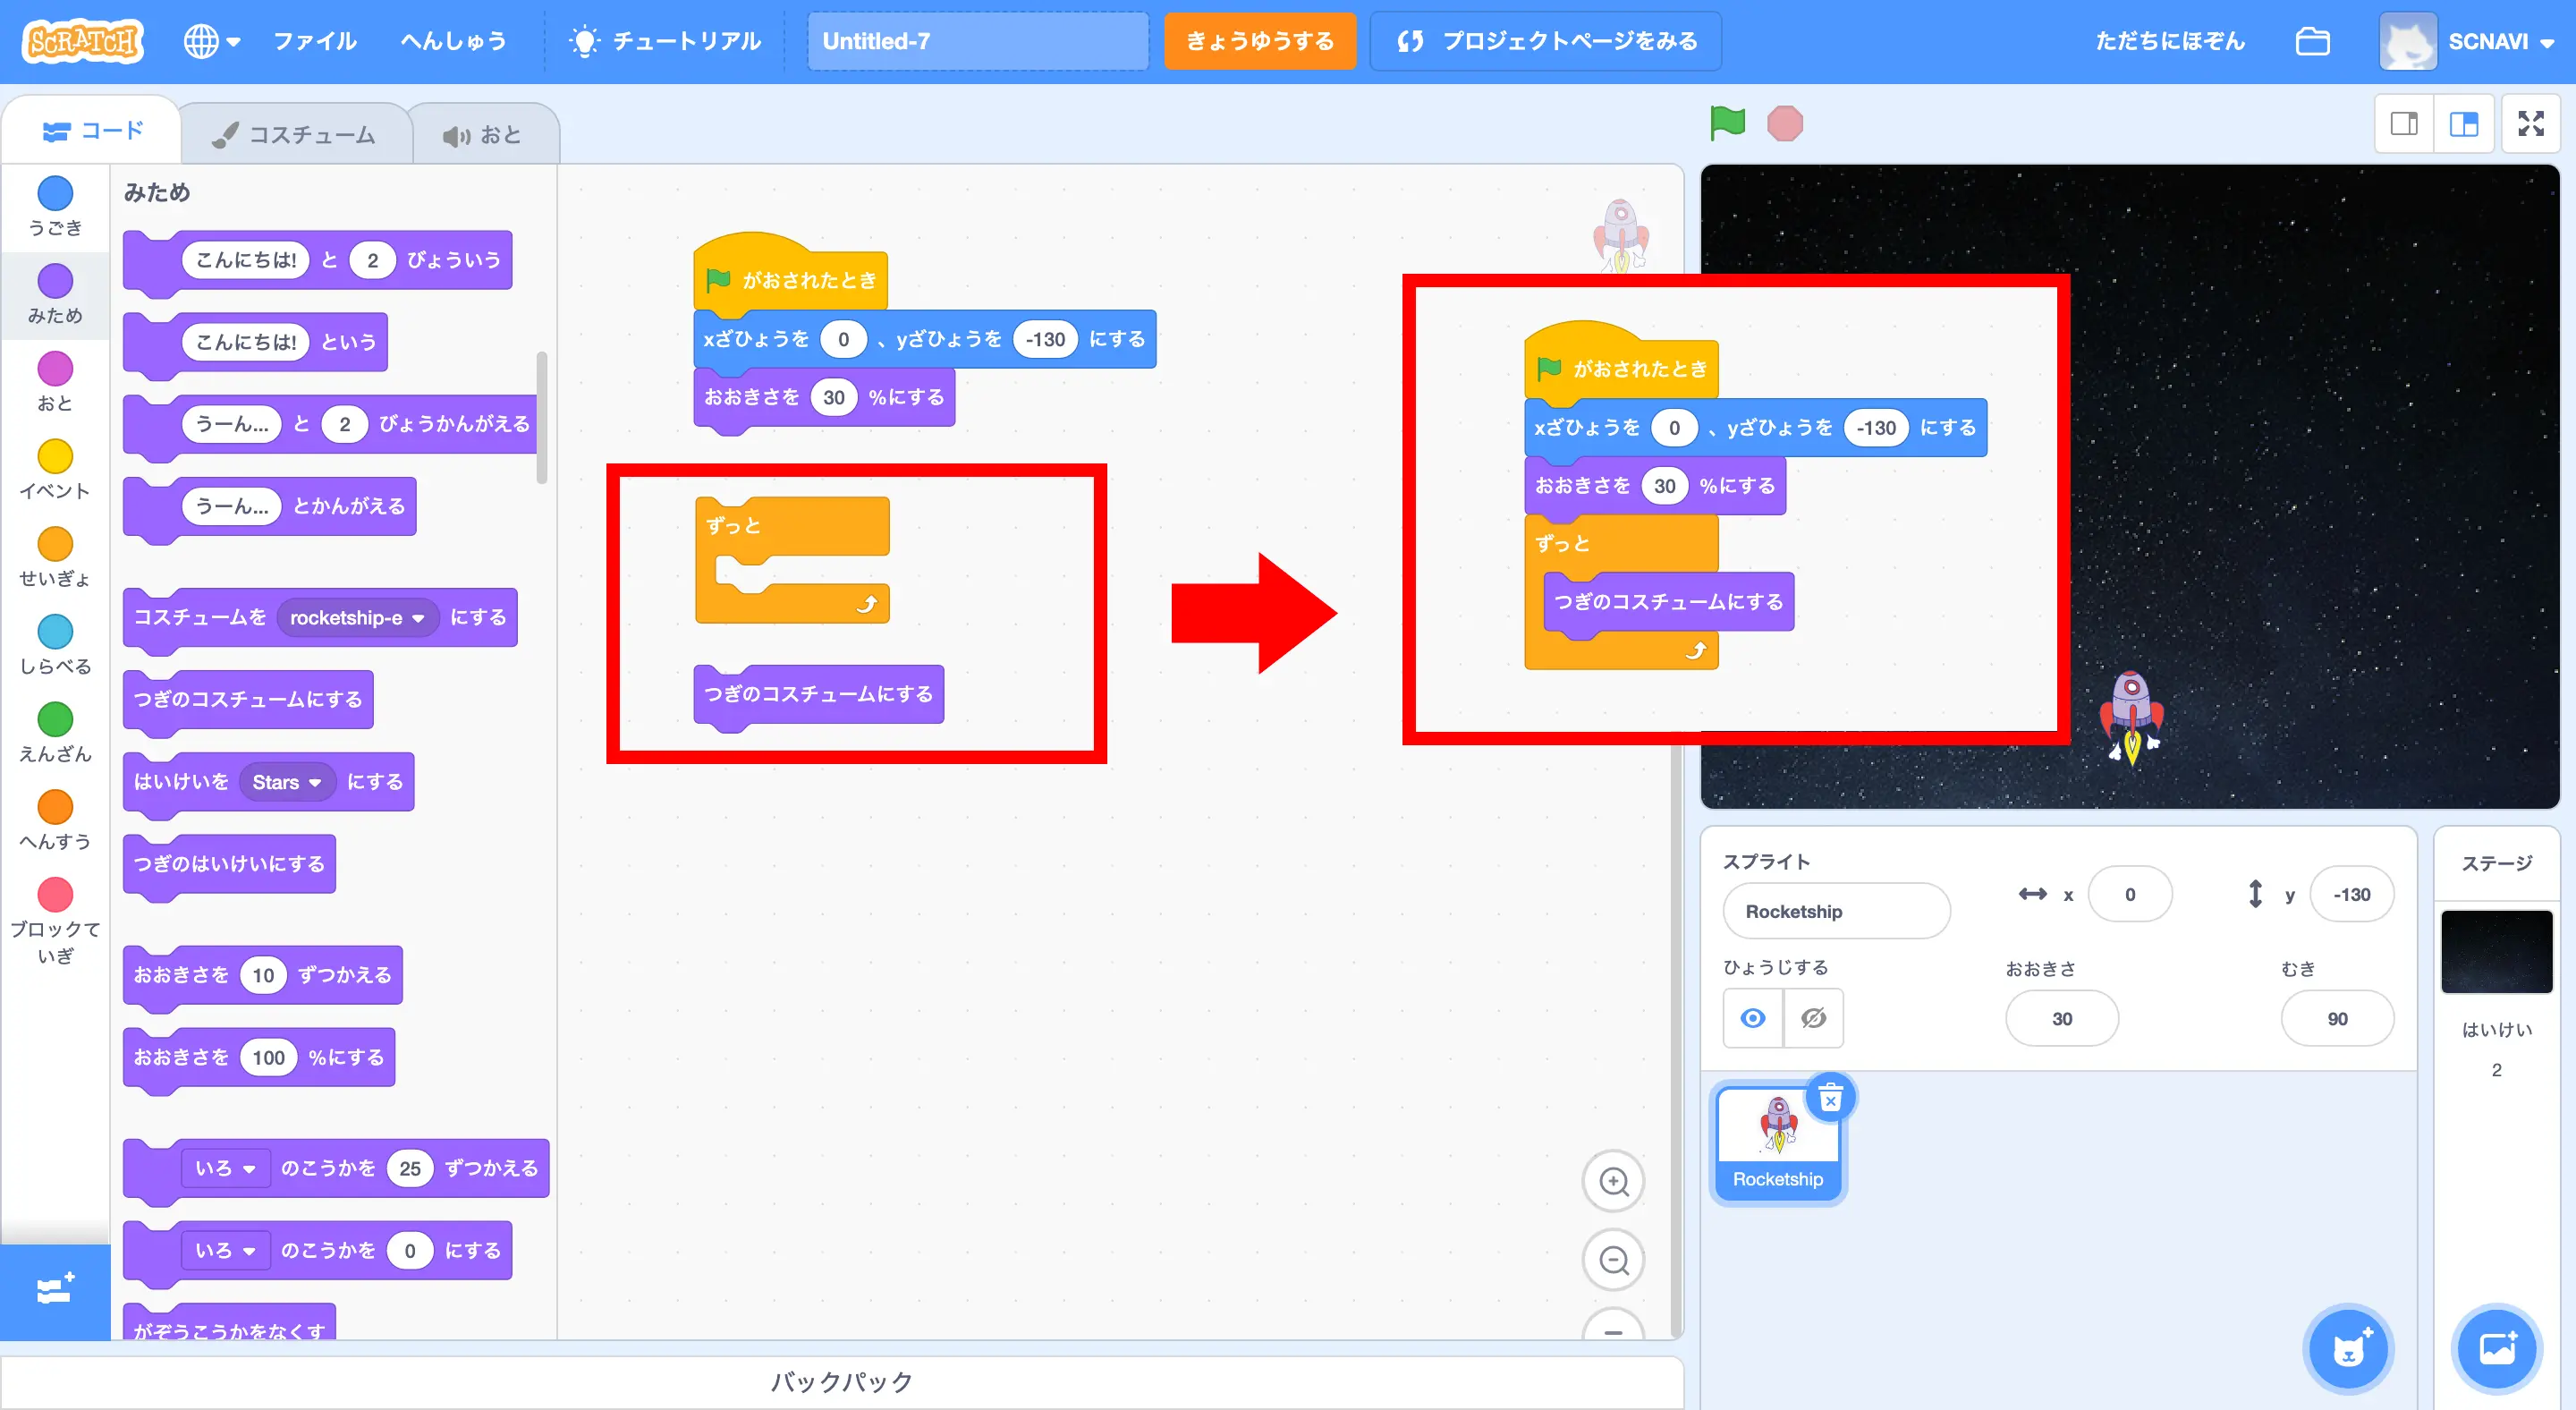 SCRATCH
ファイル
へんしゅう
チュートリアル
Untitled-7
きょうゆうする
プロジェクトページをみる
ただちにほぞん
SCNAVI
コード
コスチューム
おと
うごき
みため
おと
イベント
せいぎょ
しらべる
えんざん
へんすう
ブロックて
いぎ
みため
こんにちは! と 2 びょういう
こんにちは! という
うーん... と 2 びょうかんがえる
うーん... とかんがえる
コスチュームを rocketship-e にする
つぎのコスチュームにする
はいけいを Stars にする
つぎのはいけいにする
おおきさを 10 ずつかえる
おおきさを 100 %にする
いろ のこうかを 25 ずつかえる
いろ のこうかを 0 にする
がぞうこうかをなくす
がおされたとき
xざひょうを 0 、yざひょうを -130 にする
おおきさを 30 %にする
ずっと
つぎのコスチュームにする
がおされたとき
xざひょうを 0 、yざひょうを -130 にする
おおきさを 30 %にする
ずっと
つぎのコスチュームにする
スプライト
Rocketship
x 0
y -130
ひょうじする
おおきさ
30
むき
90
Rocketship
ステージ
はいけい
2
バックパック